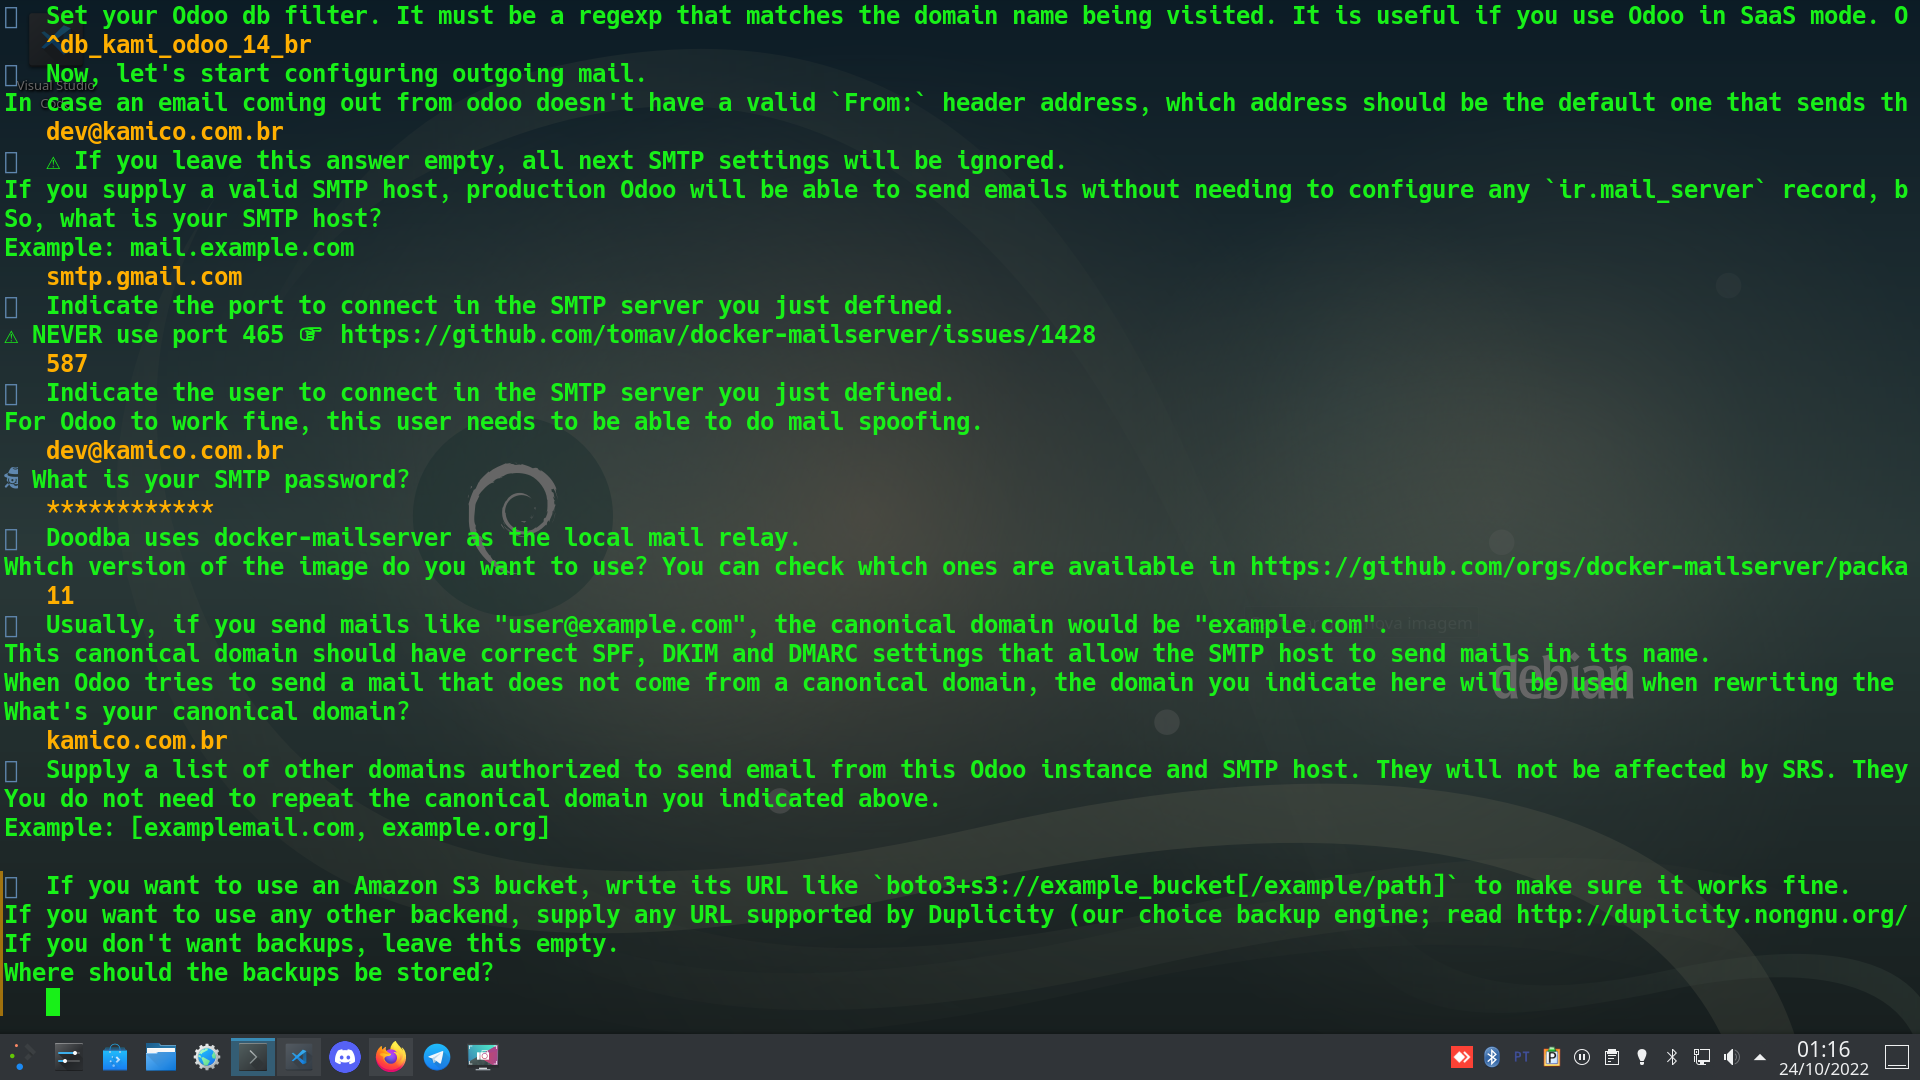 Set your Odoo db filter. It must be a regexp that matches the domain name being visited. It is useful if you use Odoo in SaaS mode. O
^db_kami_odoo_14_br
Now, let's start configuring outgoing mail.
In case an email coming out from odoo doesn't have a valid `From:` header address, which address should be the default one that sends th
dev@kamico.com.br
⚠ If you leave this answer empty, all next SMTP settings will be ignored.
If you supply a valid SMTP host, production Odoo will be able to send emails without needing to configure any `ir.mail_server` record, b
So, what is your SMTP host?
Example: mail.example.com
smtp.gmail.com
Indicate the port to connect in the SMTP server you just defined.
⚠ NEVER use port 465 ☞ https://github.com/tomav/docker-mailserver/issues/1428
587
Indicate the user to connect in the SMTP server you just defined.
For Odoo to work fine, this user needs to be able to do mail spoofing.
dev@kamico.com.br
What is your SMTP password?
************
Doodba uses docker-mailserver as the local mail relay.
Which version of the image do you want to use? You can check which ones are available in https://github.com/orgs/docker-mailserver/packa
11
Usually, if you send mails like "user@example.com", the canonical domain would be "example.com".
This canonical domain should have correct SPF, DKIM and DMARC settings that allow the SMTP host to send mails in its name.
When Odoo tries to send a mail that does not come from a canonical domain, the domain you indicate here will be used when rewriting the
What's your canonical domain?
kamico.com.br
Supply a list of other domains authorized to send email from this Odoo instance and SMTP host. They will not be affected by SRS. They
You do not need to repeat the canonical domain you indicated above.
Example: [examplemail.com, example.org]
If you want to use an Amazon S3 bucket, write its URL like `boto3+s3://example_bucket[/example/path]` to make sure it works fine.
If you want to use any other backend, supply any URL supported by Duplicity (our choice backup engine; read http://duplicity.nongnu.org/
If you don't want backups, leave this empty.
Where should the backups be stored?
Visual Studio
debian
PT
01:16
24/10/2022